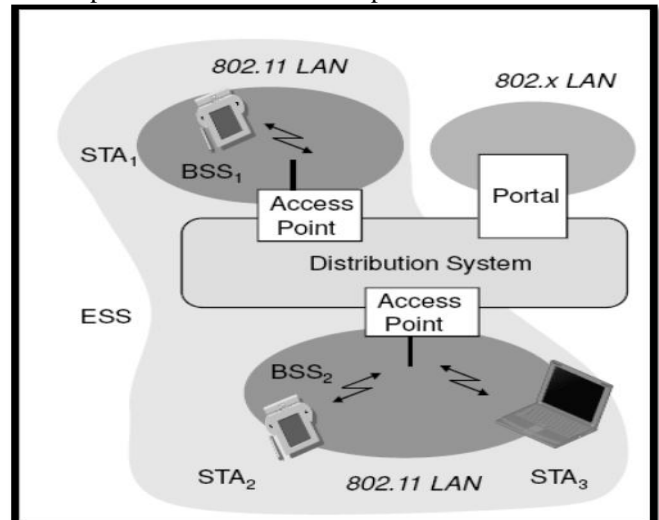 802.11 LAN
802.x LAN
STA₁
BSS₁
Access
Point
Portal
Distribution System
Access
Point
ESS
BSS₂
STA₂
802.11 LAN
STA₃